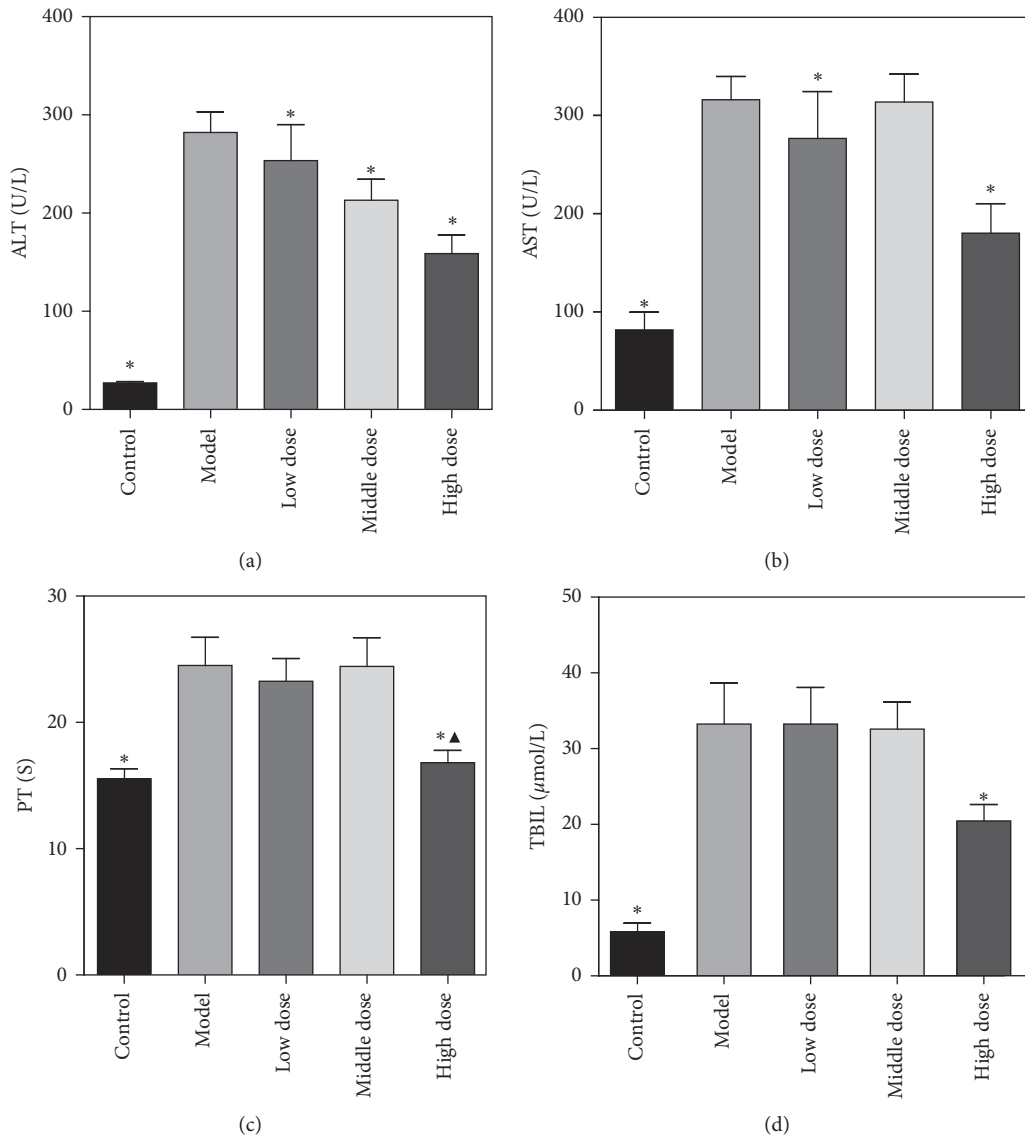 400
300
200
100
0
ALT (U/L)
*
*
*
*
Control
Model
Low dose
Middle dose
High dose
(a)
400
300
200
100
0
AST (U/L)
*
*
*
Control
Model
Low dose
Middle dose
High dose
(b)
30
20
10
0
PT (S)
*
*▲
Control
Model
Low dose
Middle dose
High dose
(c)
50
40
30
20
10
0
TBIL (μmol/L)
*
*
Control
Model
Low dose
Middle dose
High dose
(d)